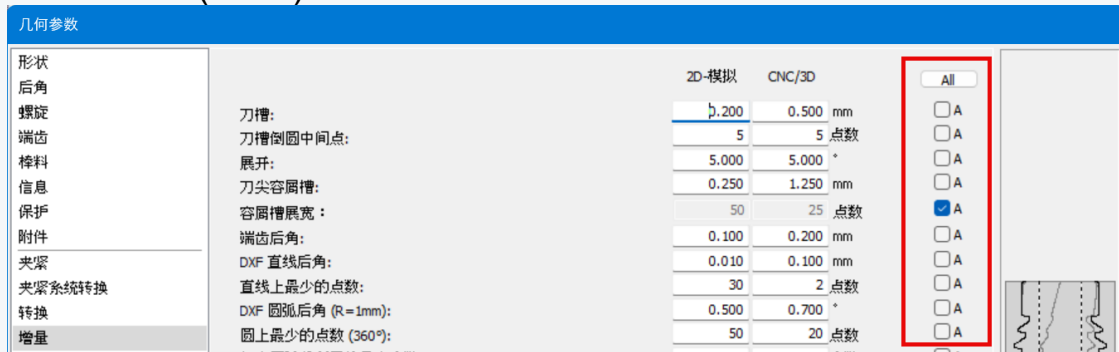 几何参数
形状
后角
螺旋
端齿
棒料
信息
保护
附件
夹紧
夹紧系统转换
转换
增量
2D-模拟 CNC/3D All
刀槽: 0.200 0.500 mm A
刀槽倒圆中间点: 5 5 点数 A
展开: 5.000 5.000 ° A
刀尖容屑槽: 0.250 1.250 mm A
容屑槽展宽： 50 25 点数 A
端齿后角: 0.100 0.200 mm A
DXF 直线后角: 0.010 0.100 mm A
直线上最少的点数: 30 2 点数 A
DXF 圆弧后角 (R=1mm): 0.500 0.700 ° A
圆上最少的点数 (360°): 50 20 点数 A